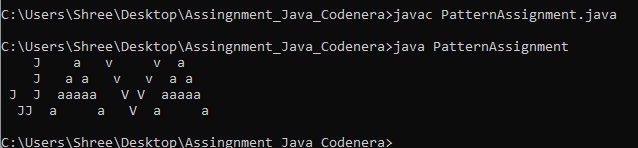 C:\Users\Shree\Desktop\Assingnment_Java_Codenera>javac PatternAssignment.java
C:\Users\Shree\Desktop\Assingnment_Java_Codenera>java PatternAssignment
    J    a   v     v  a
    J   a a   v   v  a a
 J  J  aaaaa   V V  aaaaa
  JJ  a     a   V  a     a
C:\Users\Shree\Desktop\Assingnment_Java_Codenera>